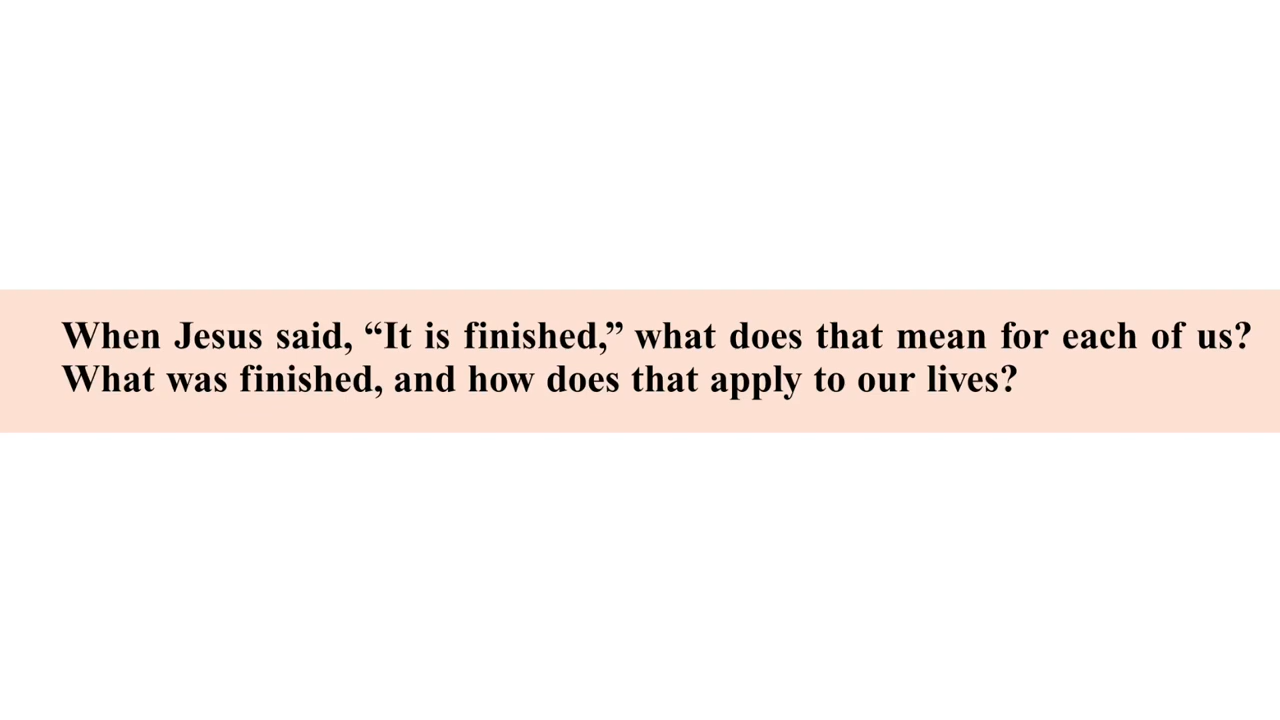 When Jesus said, “It is finished,” what does that mean for each of us?
What was finished, and how does that apply to our lives?